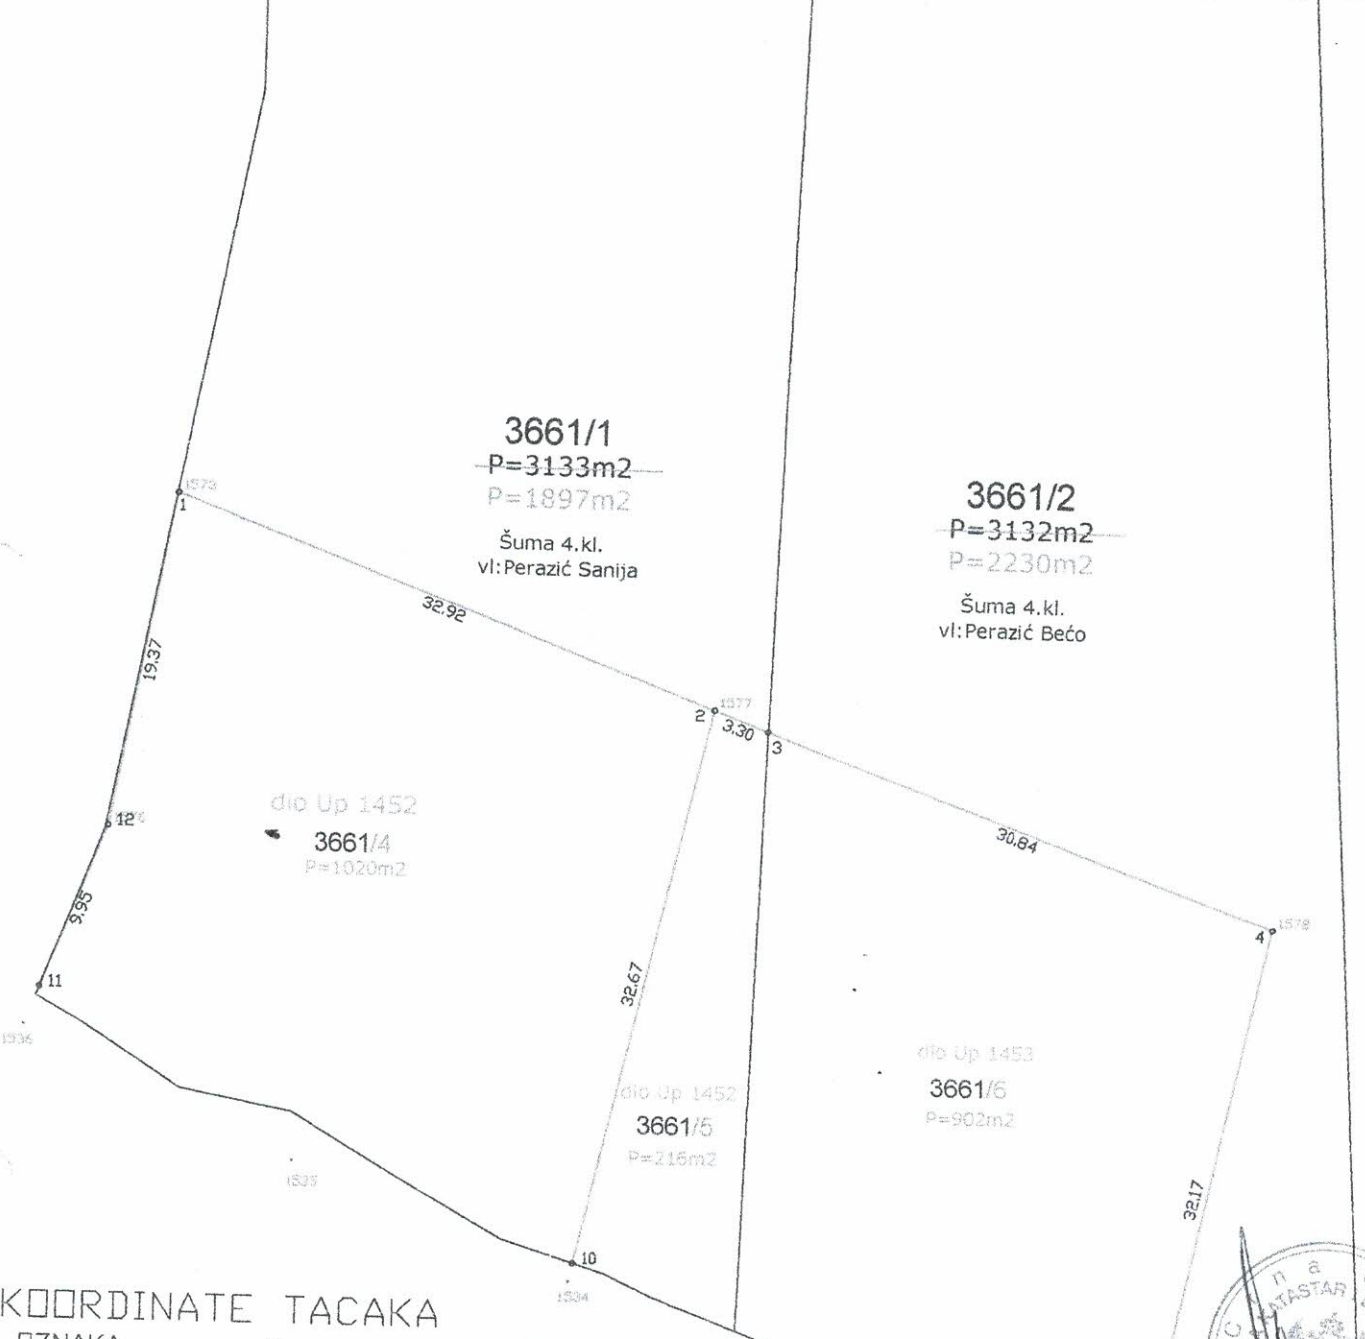 3661/1
P=3133m2
P=1897m2
Šuma 4.kl.
vl:Perazić Sanija
3661/2
P=3132m2
P=2230m2
Šuma 4.kl.
vl:Perazić Bećo
1
32.92
19.37
2
1577
3.30
3
30.84
4
1578
12
dio Up 1452
3661/4
P=1020m2
9.95
11
1536
32.67
dio Up 1452
3661/5
P=216m2
dio Up 1453
3661/6
P=902m2
1535
32.17
10
1534
KOORDINATE TACAKA
OZNAKA
KATASTAR